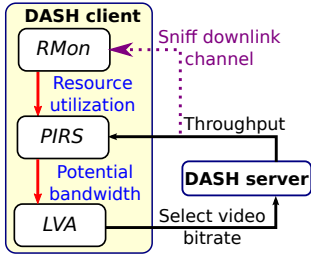 DASH client
RMon
Sniff downlink
channel
Resource
utilization
PIRS
Throughput
Potential
bandwidth
DASH server
LVA
Select video
bitrate